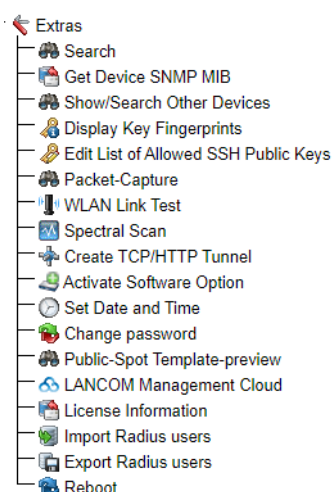 Extras
Search
Get Device SNMP MIB
Show/Search Other Devices
Display Key Fingerprints
Edit List of Allowed SSH Public Keys
Packet-Capture
WLAN Link Test
Spectral Scan
Create TCP/HTTP Tunnel
Activate Software Option
Set Date and Time
Change password
Public-Spot Template-preview
LANCOM Management Cloud
License Information
Import Radius users
Export Radius users
Reboot